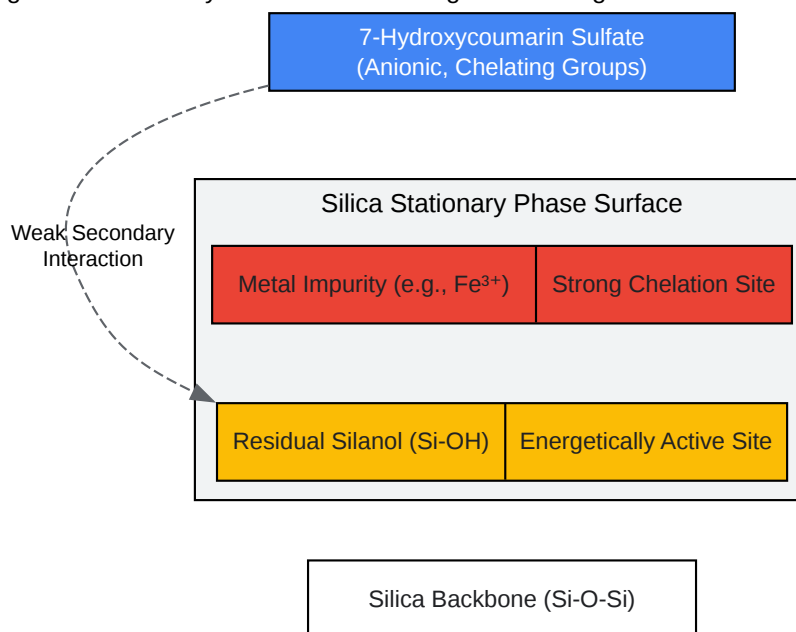 7-Hydroxycoumarin Sulfate
(Anionic, Chelating Groups)
Silica Stationary Phase Surface
Weak Secondary
Interaction
Metal Impurity (e.g., Fe³⁺)
Strong Chelation Site
Residual Silanol (Si-OH)
Energetically Active Site
Silica Backbone (Si-O-Si)